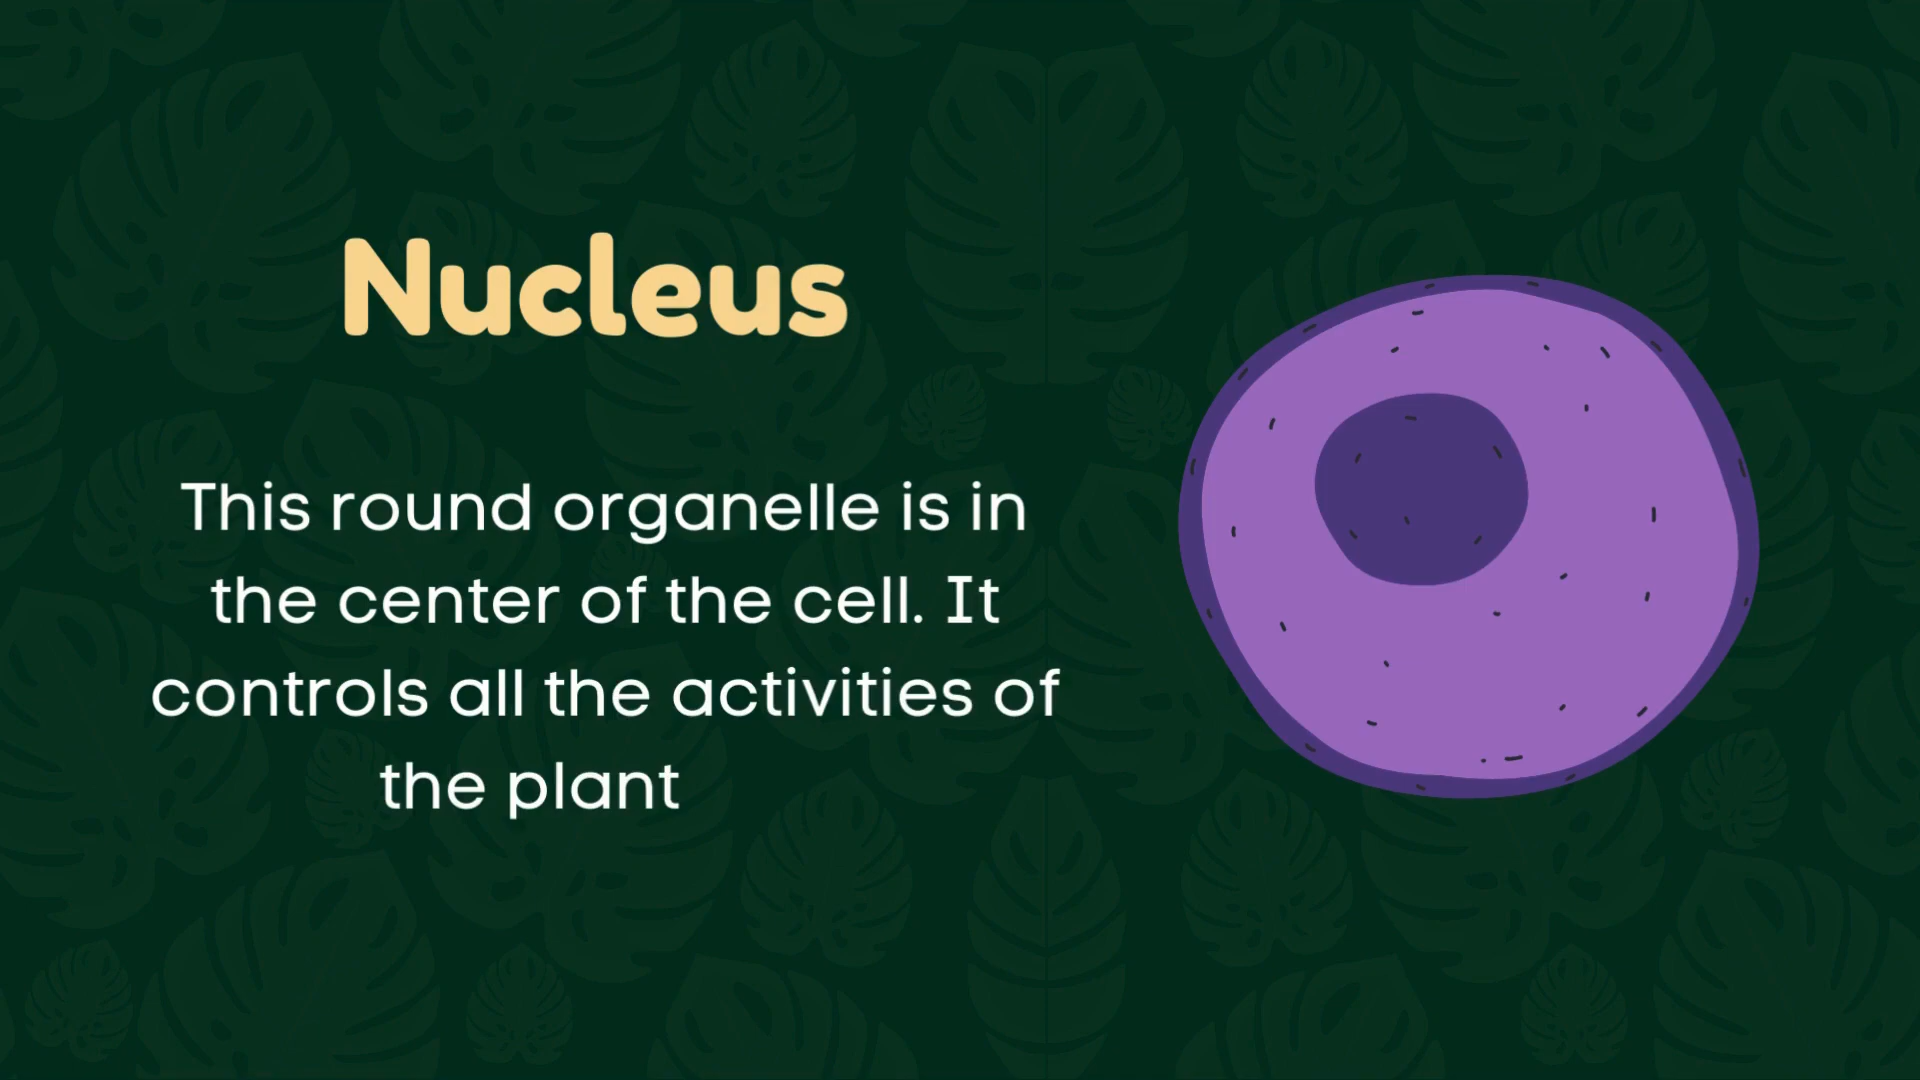 Nucleus
This round organelle is in
the center of the cell. It
controls all the activities of
the plant